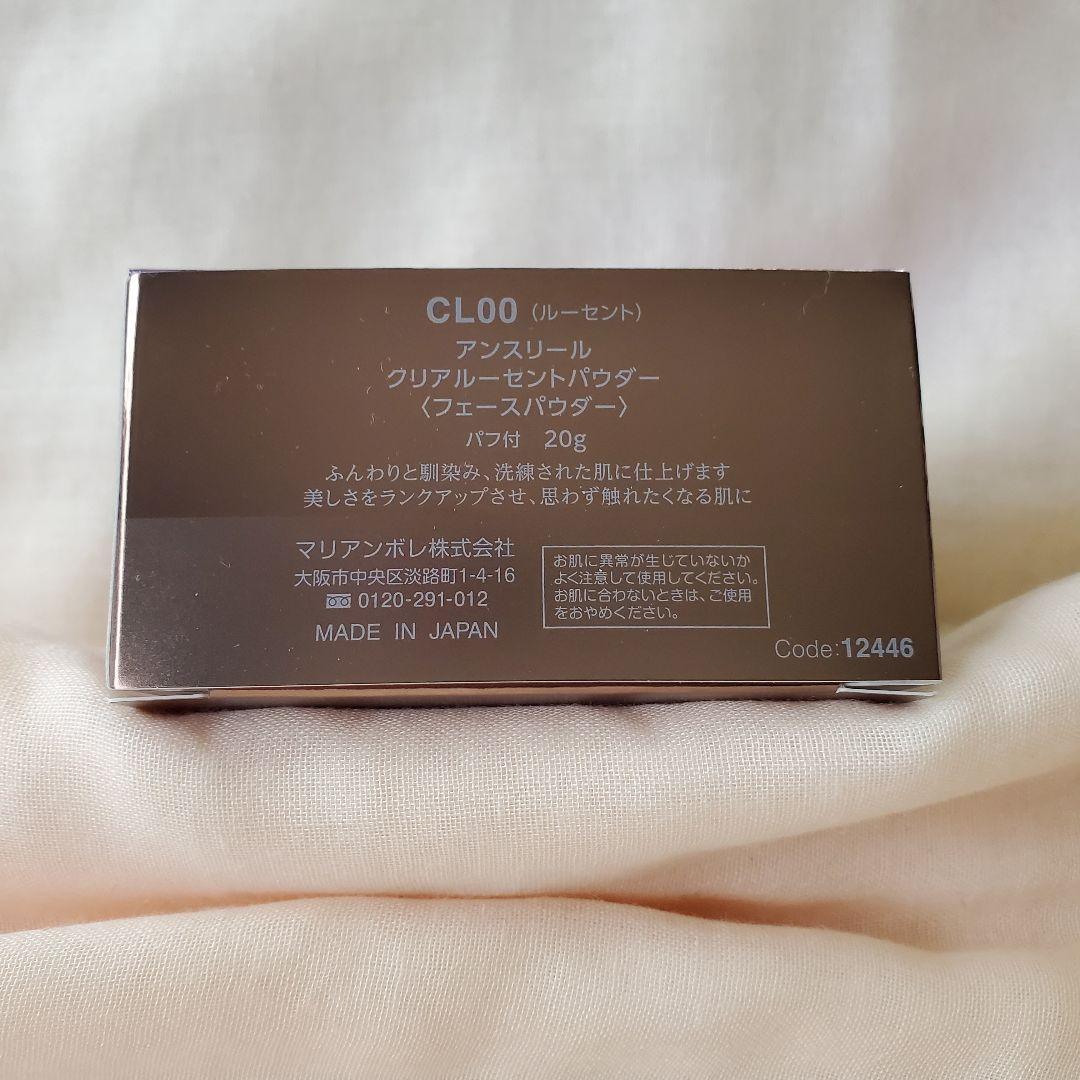 CL00（ルーセント）
アンスリール
クリアルーセントパウダー
〈フェースパウダー〉
パフ付　20g
ふんわりと馴染み、洗練された肌に仕上げます
美しさをランクアップさせ、思わず触れたくなる肌に
マリアンボレ株式会社
大阪市中央区淡路町1-4-16
0120-291-012
MADE IN JAPAN
お肌に異常が生じていないか
よく注意して使用してください。
お肌に合わないときは、ご使用
をおやめください。
Code:12446